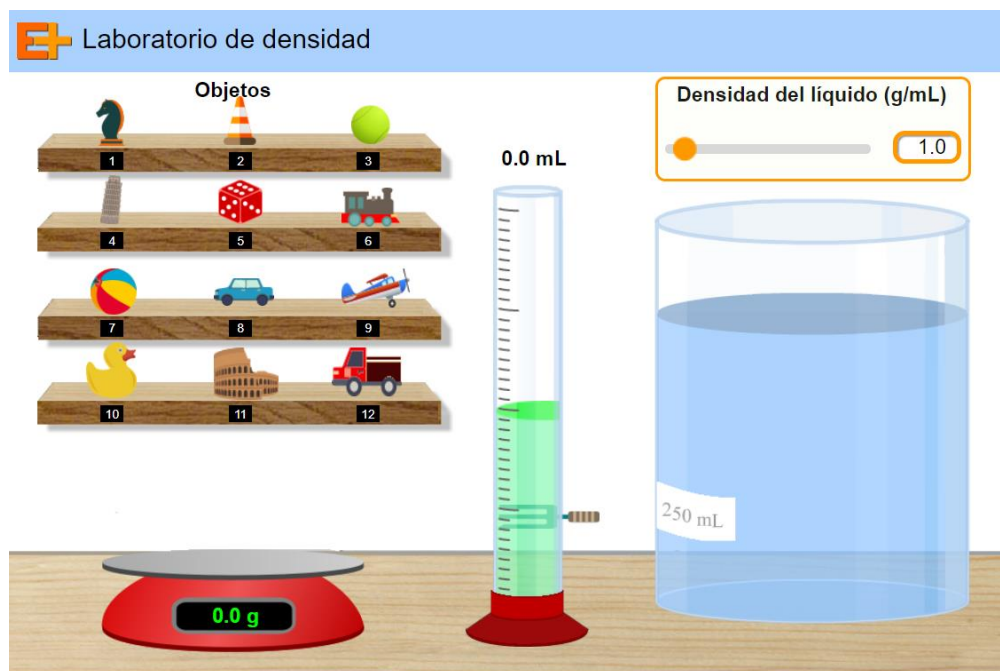 E+ Laboratorio de densidad
Objetos
1 2 3
4 5 6
7 8 9
10 11 12
0.0 mL
Densidad del líquido (g/mL)
1.0
250 mL
0.0 g